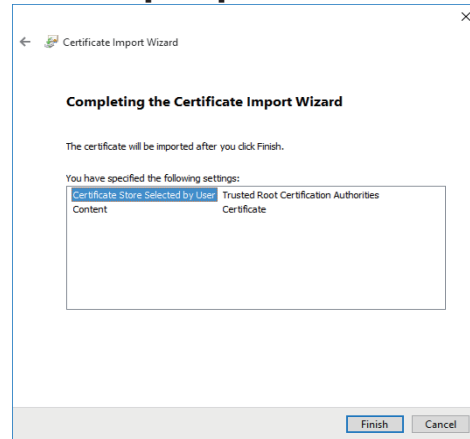 Certificate Import Wizard
Completing the Certificate Import Wizard
The certificate will be imported after you click Finish.
You have specified the following settings:
Certificate Store Selected by User Trusted Root Certification Authorities
Content Certificate
Finish Cancel